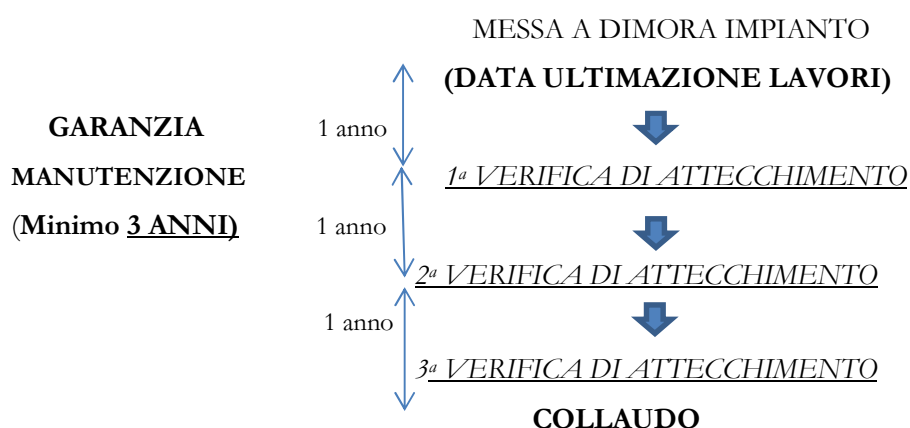 MESSA A DIMORA IMPIANTO
(DATA ULTIMAZIONE LAVORI)
GARANZIA
MANUTENZIONE
(Minimo 3 ANNI)
1 anno
1ª VERIFICA DI ATTECCHIMENTO
1 anno
2ª VERIFICA DI ATTECCHIMENTO
1 anno
3ª VERIFICA DI ATTECCHIMENTO
COLLAUDO